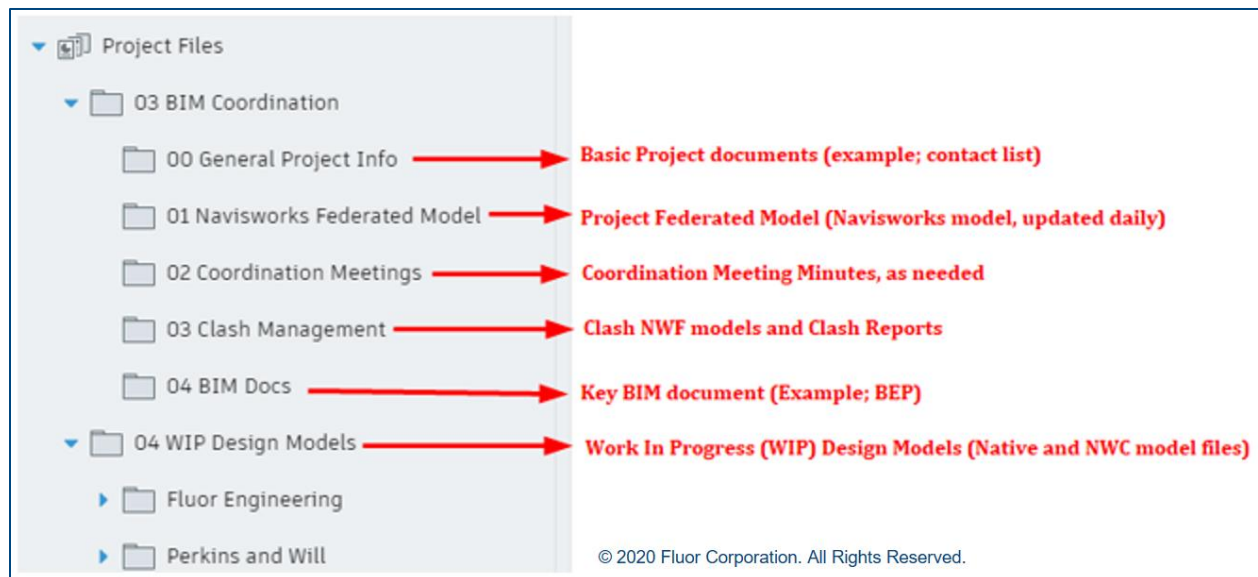 Project Files
03 BIM Coordination
00 General Project Info
Basic Project documents (example; contact list)
01 Navisworks Federated Model
Project Federated Model (Navisworks model, updated daily)
02 Coordination Meetings
Coordination Meeting Minutes, as needed
03 Clash Management
Clash NWF models and Clash Reports
04 BIM Docs
Key BIM document (Example; BEP)
04 WIP Design Models
Work In Progress (WIP) Design Models (Native and NWC model files)
Fluor Engineering
Perkins and Will
© 2020 Fluor Corporation. All Rights Reserved.